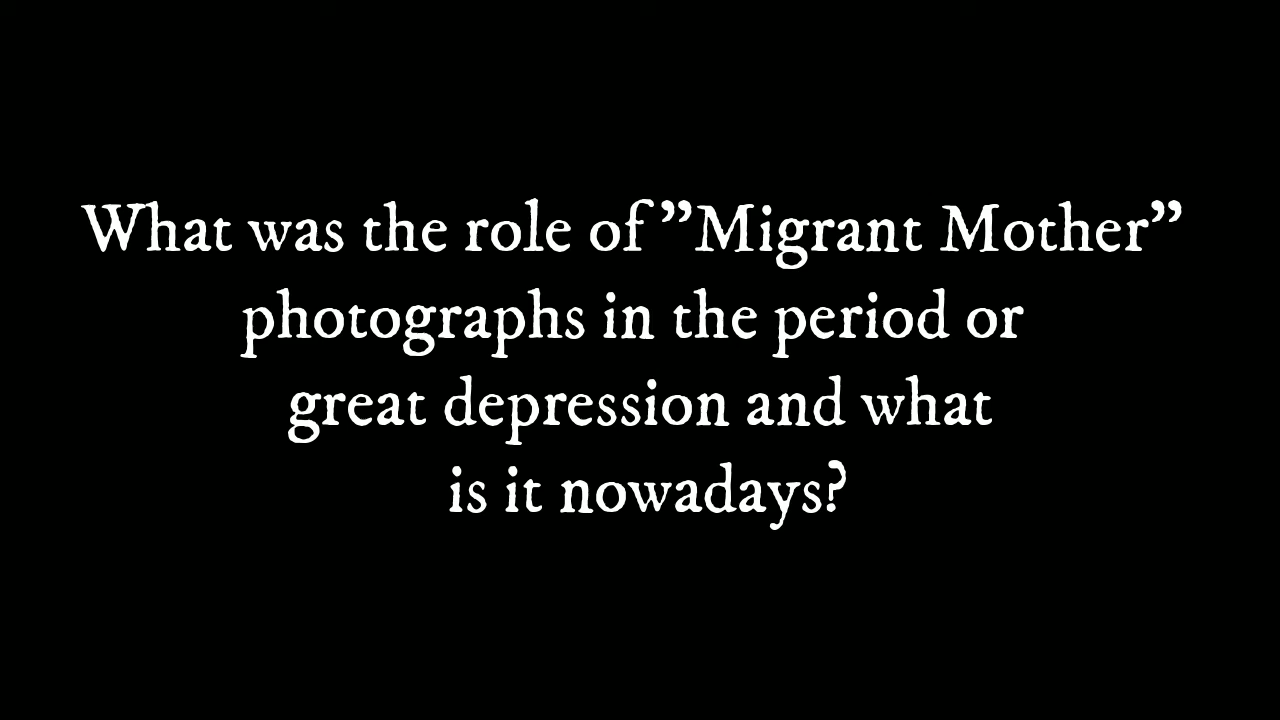 What was the role of ”Migrant Mother”
photographs in the period or
great depression and what
is it nowadays?